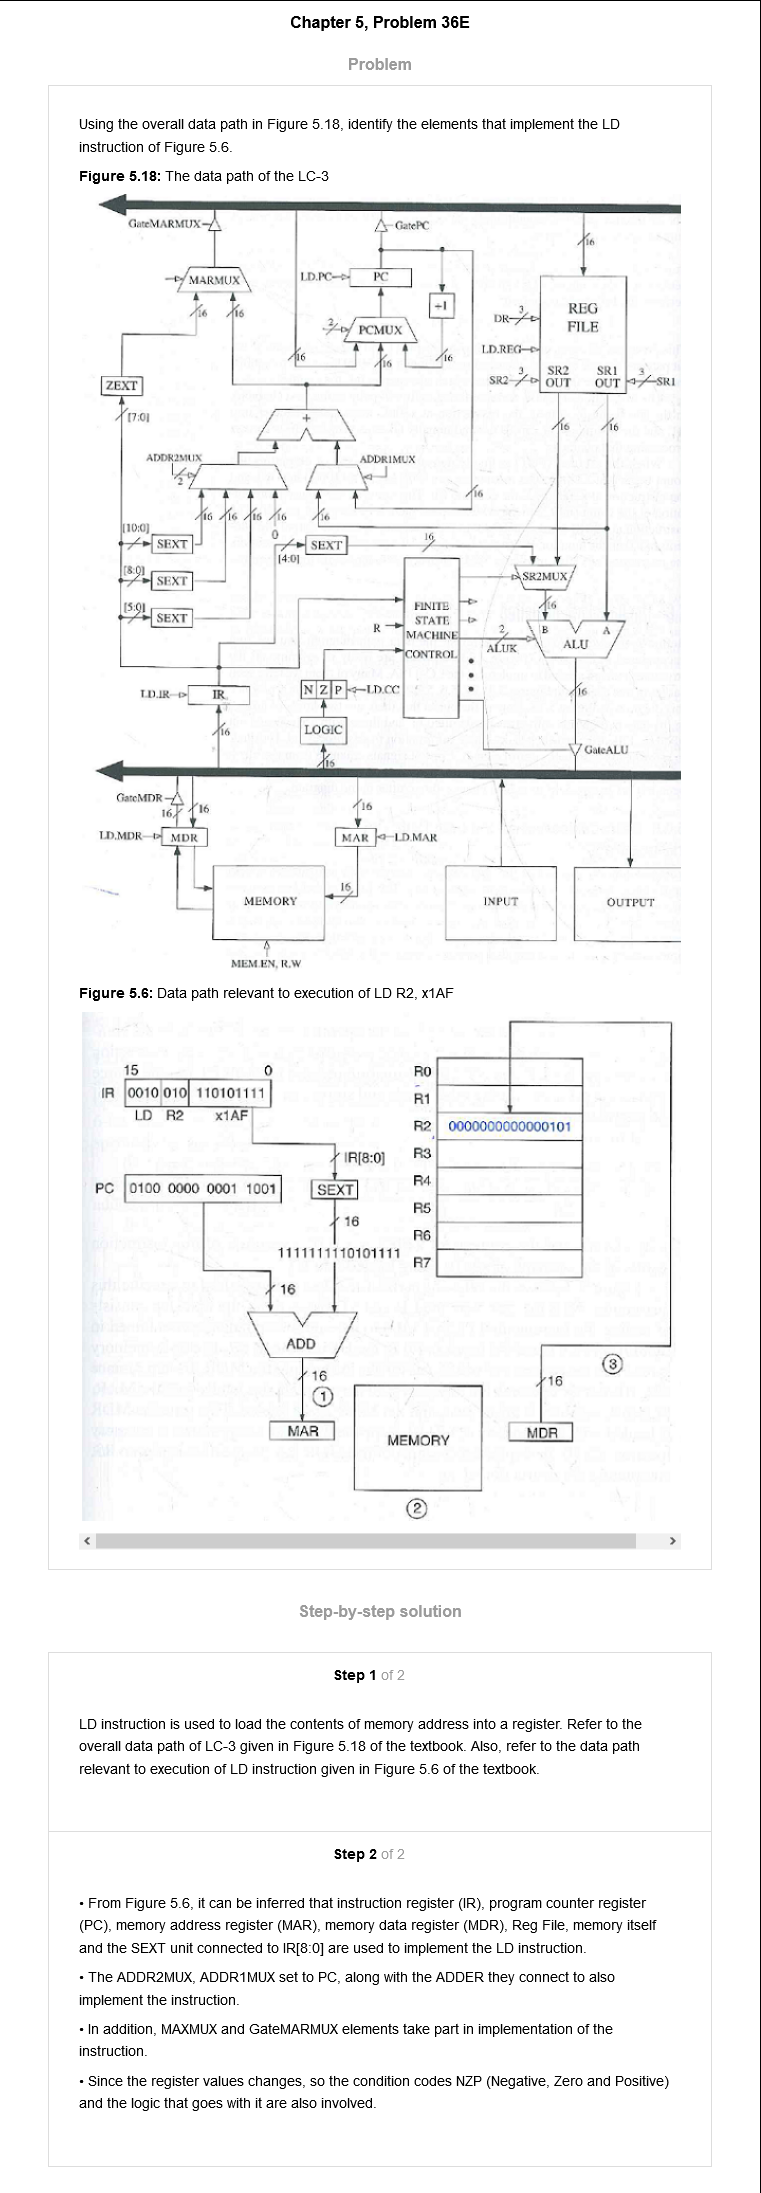 Chapter 5, Problem 36E
Problem
Using the overall data path in Figure 5.18, identify the elements that implement the LD
instruction of Figure 5.6.
Figure 5.18: The data path of the LC-3
GateMARMUX
GatePC
16
MARMUX
LD.PC
PC
+1
REG
FILE
DR
3
16
16
2
PCMUX
LD.REG
16
16
16
SR2
OUT
SR1
OUT
SR2
3
3
SR1
ZEXT
[7:0]
+
16
16
ADDR2MUX
2
ADDR1MUX
16
16
16
16
16
16
[10:0]
SEXT
0
[4:0]
SEXT
16
[8:0]
SEXT
SR2MUX
[5:0]
SEXT
FINITE
STATE
MACHINE
CONTROL
R
16
2
ALUK
B
A
ALU
LD.IR
IR
N Z P
LD.CC
16
16
LOGIC
16
GateALU
GateMDR
16
16
16
LD.MDR
MDR
MAR
LD.MAR
MEMORY
16
INPUT
OUTPUT
MEM.EN, R.W
Figure 5.6: Data path relevant to execution of LD R2, x1AF
15
0
IR
0010 010 110101111
LD
R2
x1AF
R0
R1
R2
0000000000000101
R3
R4
R5
R6
R7
IR[8:0]
PC
0100 0000 0001 1001
SEXT
16
1111111110101111
16
ADD
16
1
MAR
MEMORY
2
16
3
MDR
Step-by-step solution
Step 1 of 2
LD instruction is used to load the contents of memory address into a register. Refer to the
overall data path of LC-3 given in Figure 5.18 of the textbook. Also, refer to the data path
relevant to execution of LD instruction given in Figure 5.6 of the textbook.
Step 2 of 2
• From Figure 5.6, it can be inferred that instruction register (IR), program counter register
(PC), memory address register (MAR), memory data register (MDR), Reg File, memory itself
and the SEXT unit connected to IR[8:0] are used to implement the LD instruction.
• The ADDR2MUX, ADDR1MUX set to PC, along with the ADDER they connect to also
implement the instruction.
• In addition, MAXMUX and GateMARMUX elements take part in implementation of the
instruction.
• Since the register values changes, so the condition codes NZP (Negative, Zero and Positive)
and the logic that goes with it are also involved.